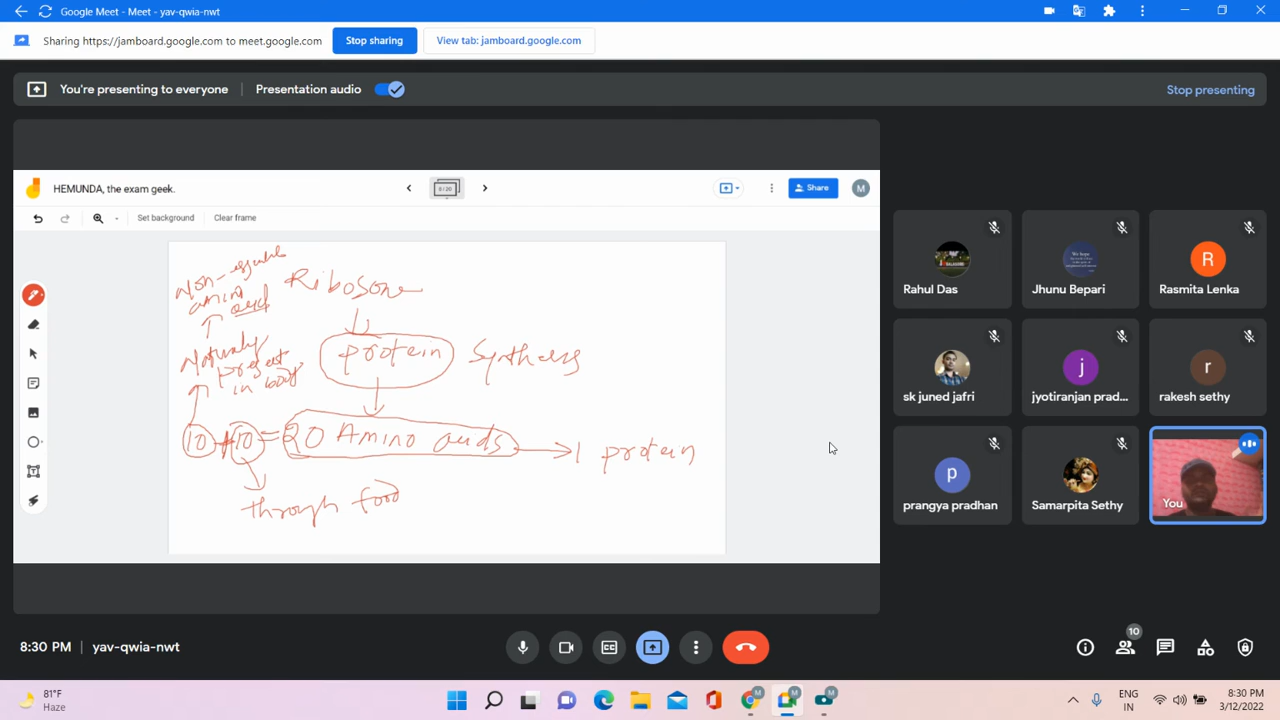 Google Meet - Meet - yav-qwia-nwt
Sharing https://jamboard.google.com to meet.google.com
Stop sharing
View tab: jamboard.google.com
You're presenting to everyone
Presentation audio
Stop presenting
HEMUNDA, the exam geek.
Share
M
Set background
Clear frame
Non-
amino
acid
Ribosome
protein
Synthesis
Naturaly
present
in body
10 + 10 = 20 Amino acids
1 protein
through food
Rahul Das
Jhunu Bepari
R
Rasmita Lenka
sk juned jafri
j
jyotiranjan prad...
r
rakesh sethy
p
prangya pradhan
Samarpita Sethy
You
8:30 PM
yav-qwia-nwt
10
81°F
Haze
ENG
IN
8:30 PM
3/12/2022